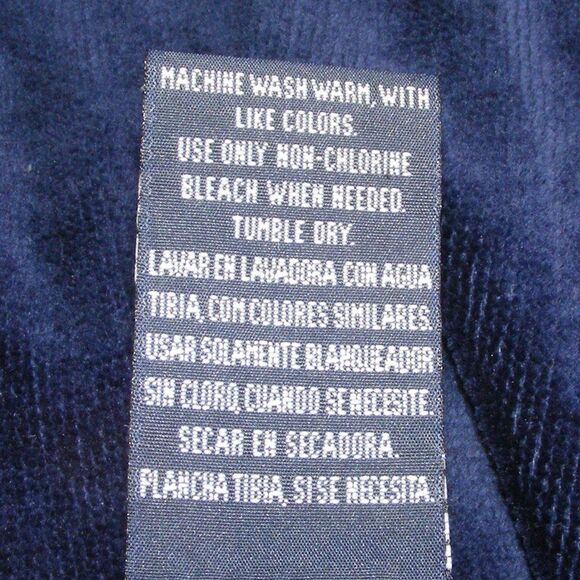 MACHINE WASH WARM, WITH
LIKE COLORS.
USE ONLY NON-CHLORINE
BLEACH WHEN NEEDED.
TUMBLE DRY.
LAVAR EN LAVADORA CON AGUA
TIBIA, COM COLORES SIMILARES.
USAR SOLAMENTE BLANQUEADOR
SIN CLORO, CUANDO SE NECESITE.
SECAR EN SECADORA.
PLANCHA TIBIA, SI SE NECESITA.